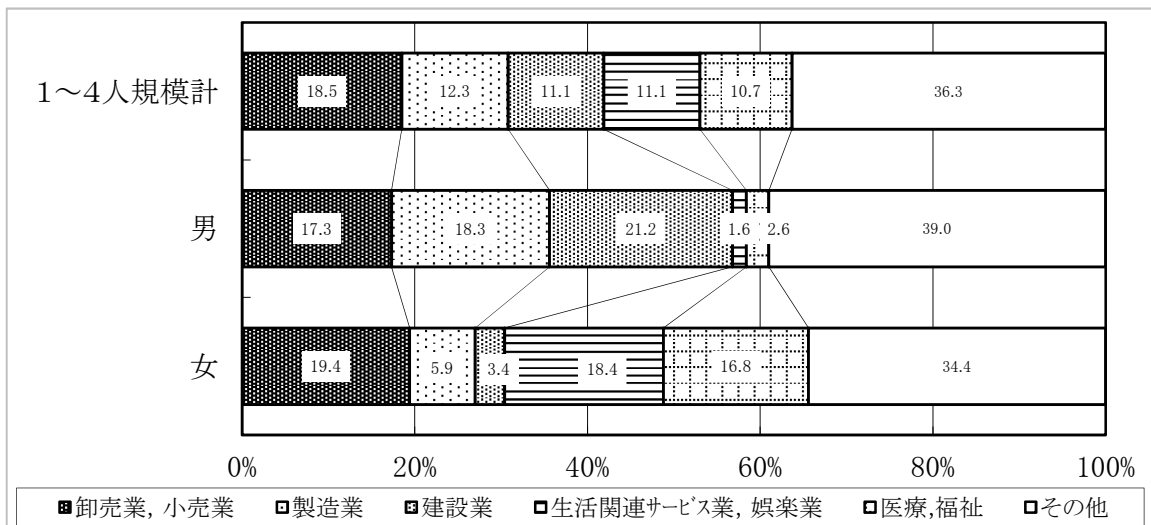 1～4人規模計
18.5 12.3 11.1 11.1 10.7 36.3
男
17.3 18.3 21.2 1.6 2.6 39.0
女
19.4 5.9 3.4 18.4 16.8 34.4
0% 20% 40% 60% 80% 100%
卸売業, 小売業 製造業 建設業 生活関連サービス業, 娯楽業 医療,福祉 その他